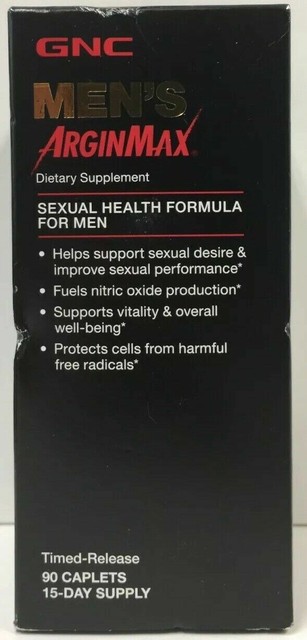 GNC
MEN'S
ARGINMAX®
Dietary Supplement
SEXUAL HEALTH FORMULA
FOR MEN
• Helps support sexual desire &
improve sexual performance*
• Fuels nitric oxide production*
• Supports vitality & overall
well-being*
• Protects cells from harmful
free radicals*
Timed-Release
90 CAPLETS
15-DAY SUPPLY